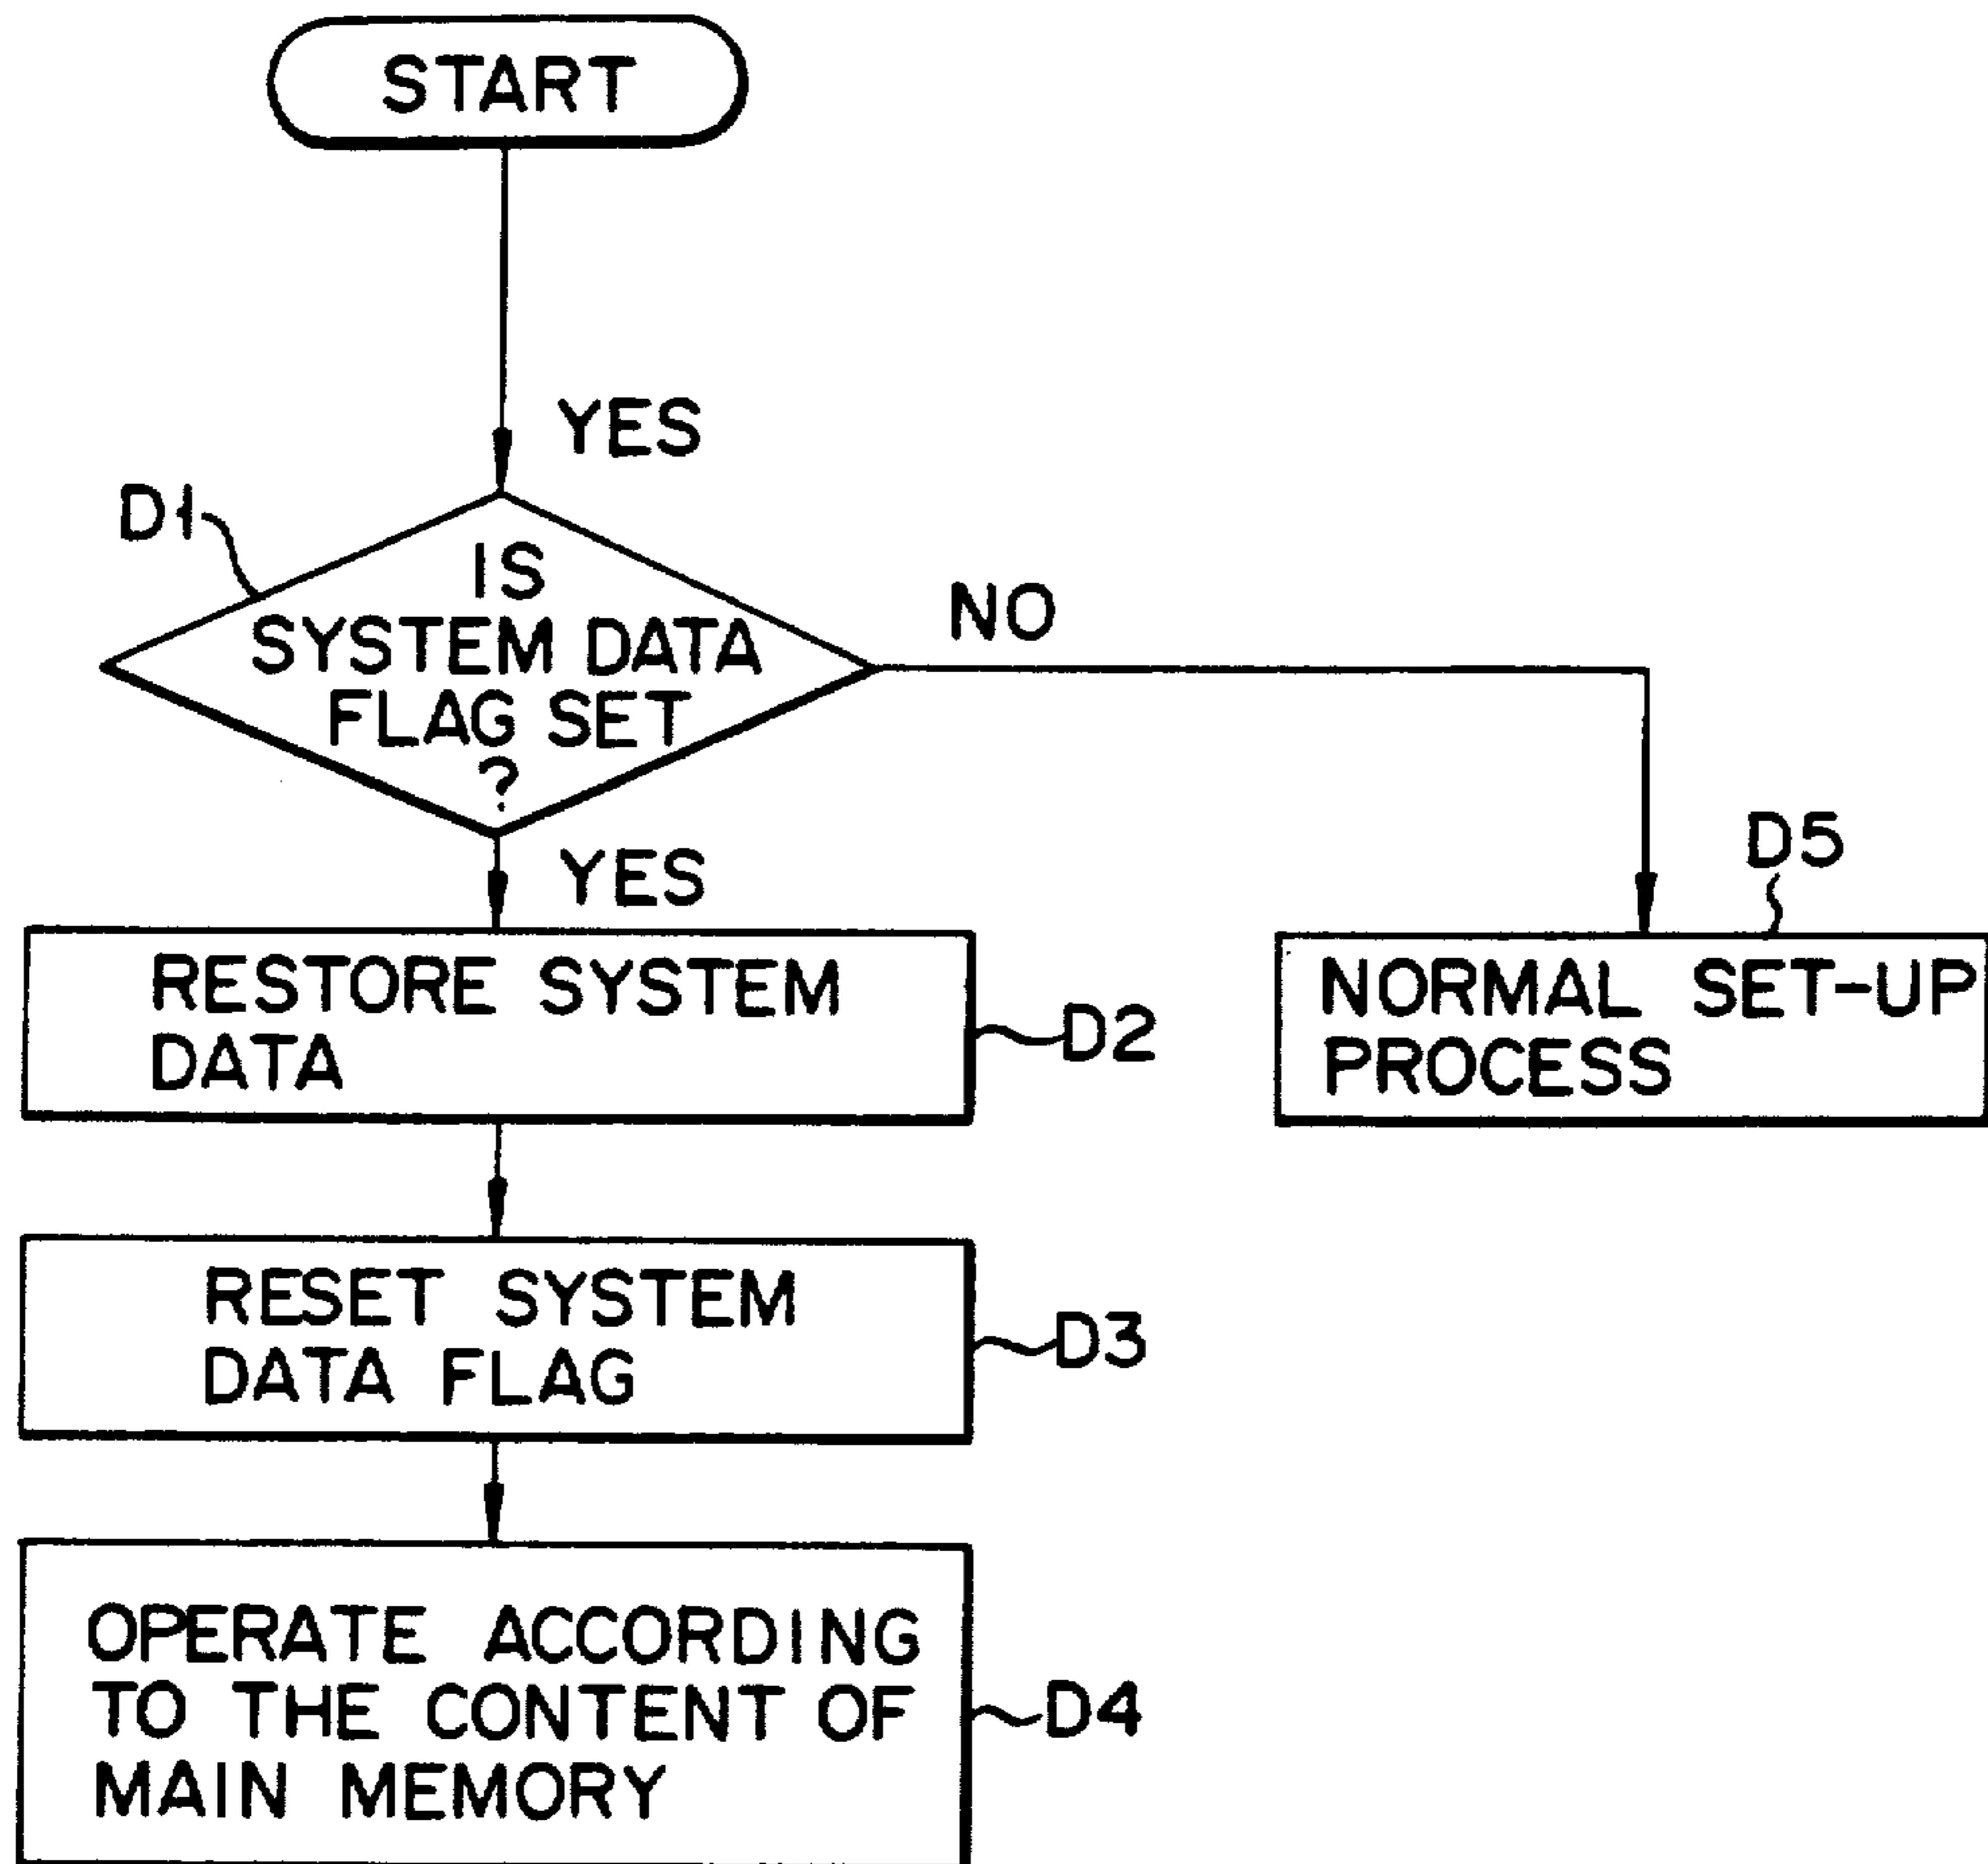 START
YES
D1
IS
SYSTEM DATA
FLAG SET
?
NO
YES
D5
RESTORE SYSTEM
DATA
D2
NORMAL SET-UP
PROCESS
RESET SYSTEM
DATA FLAG
D3
OPERATE ACCORDING
TO THE CONTENT OF
MAIN MEMORY
D4